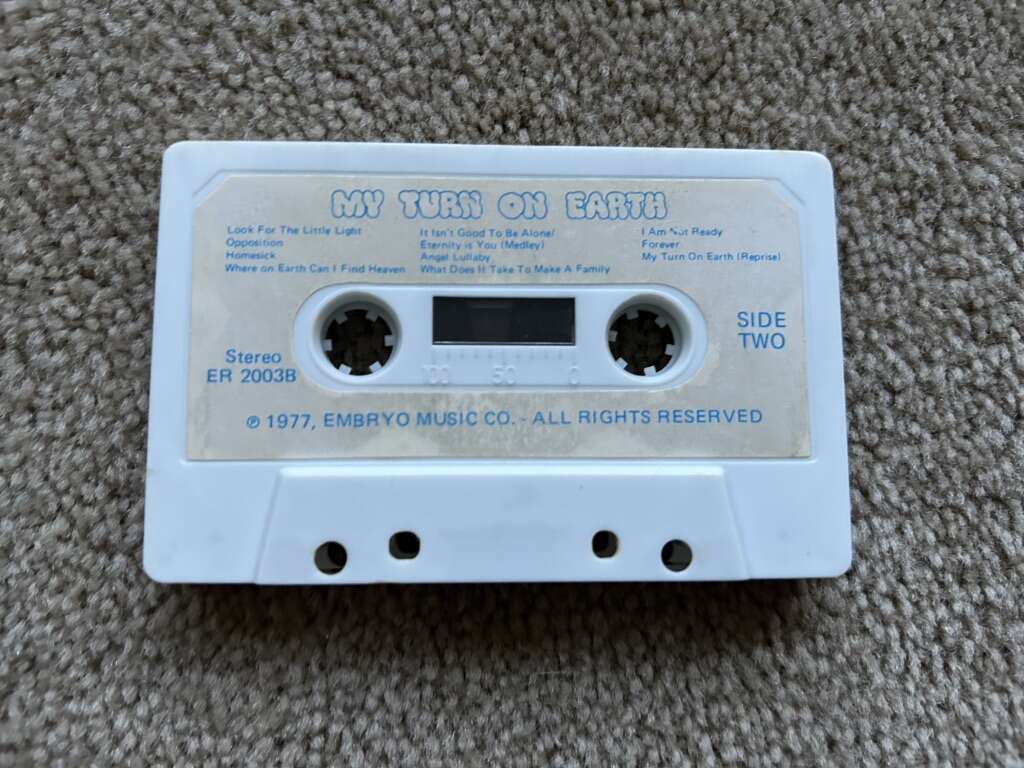 MY TURN ON EARTH
Look For The Little Light
Opposition
Homesick
Where on Earth Can I Find Heaven
It Isn't Good To Be Alone/
Eternity is You (Medley)
Angel Lullaby
What Does It Take To Make A Family
I Am Not Ready
Forever
My Turn On Earth (Reprise)
Stereo
ER 2003B
SIDE
TWO
100 50 0
℗ 1977, EMBRYO MUSIC CO. - ALL RIGHTS RESERVED